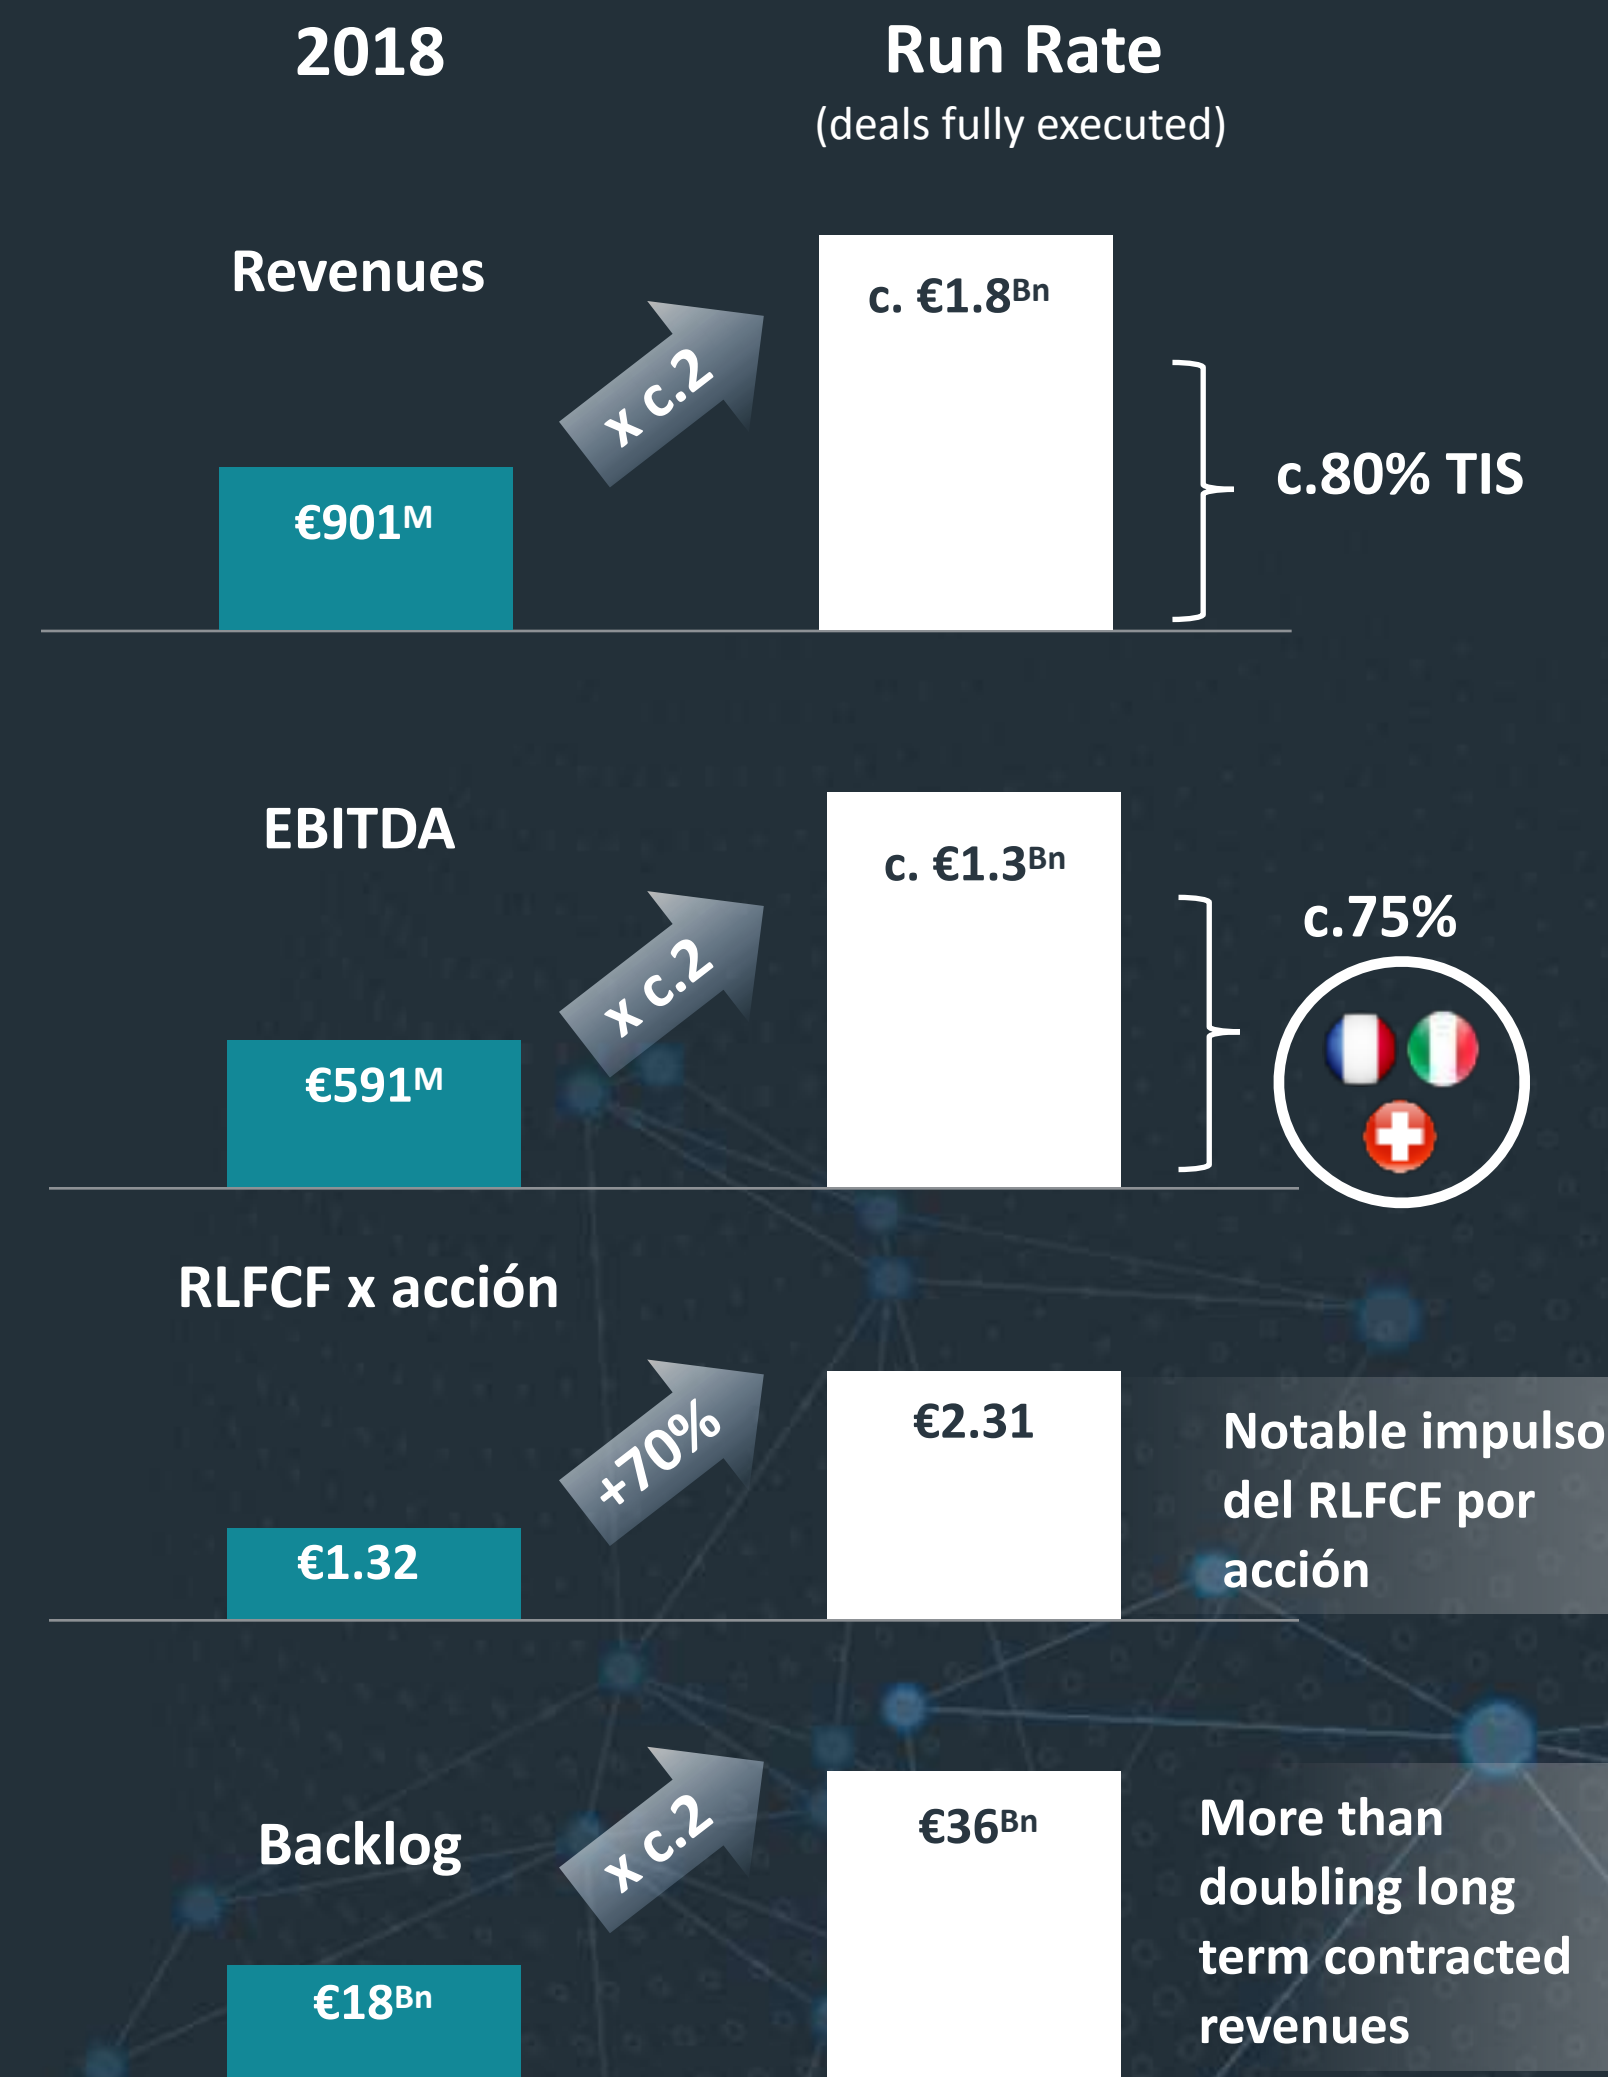 2018
Run Rate
(deals fully executed)
Revenues
c. €1.8Bn
x c.2
€901M
c.80% TIS
EBITDA
c. €1.3Bn
x c.2
€591M
c.75%
RLFCF x acción
€2.31
+70%
€1.32
Notable impulso
del RLFCF por
acción
Backlog
€36Bn
x c.2
€18Bn
More than
doubling long
term contracted
revenues